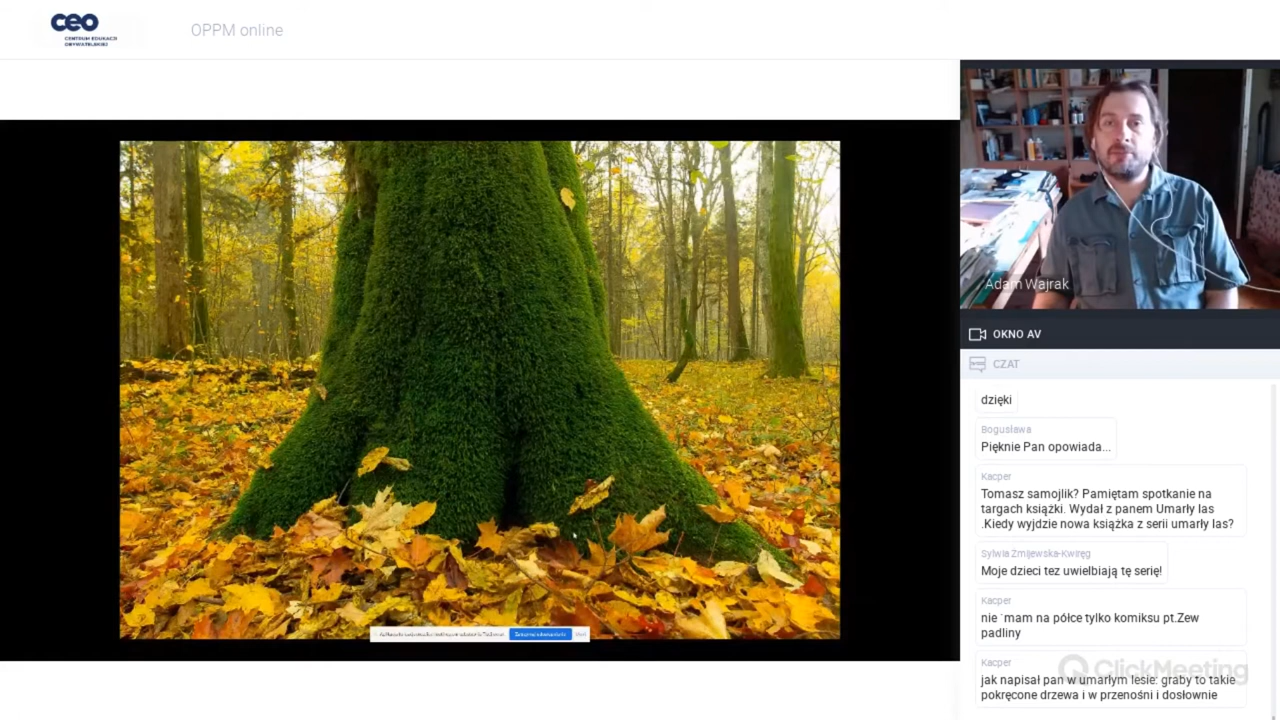 ceo
CENTRUM EDUKACJI
OBYWATELSKIEJ
OPPM online
Adam Wajrak
OKNO AV
CZAT
dzięki
Bogusława
Pięknie Pan opowiada...
Kacper
Tomasz samojlik? Pamiętam spotkanie na
targach książki. Wydał z panem Umarły las
.Kiedy wyjdzie nowa książka z serii umarły las?
Sylwia Zmijewska-Kwiręg
Moje dzieci tez uwielbiają tę serię!
Kacper
nie `mam na półce tylko komiksu pt.Zew
padliny
Kacper
jak napisał pan w umarłym lesie: graby to takie
pokręcone drzewa i w przenośni i dosłownie
ClickMeeting